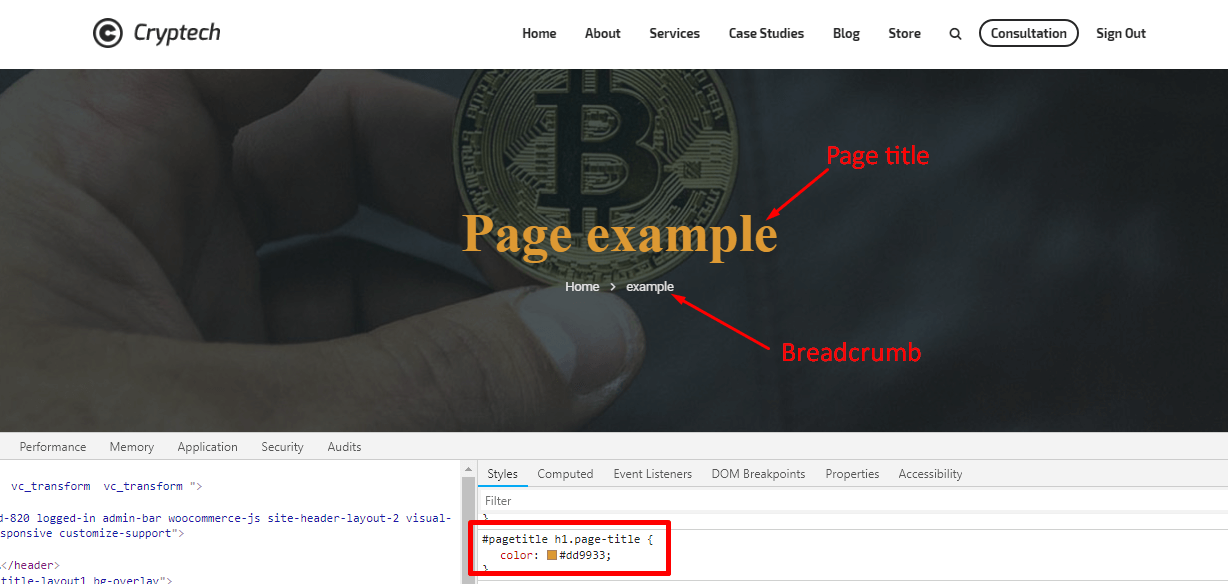 Cryptech
Home About Services Case Studies Blog Store Consultation Sign Out
Page title
Page example
Home > example
Breadcrumb
Performance Memory Application Security Audits
Styles Computed Event Listeners DOM Breakpoints Properties Accessibility
Filter
vc_transform vc_transform ">
d-820 logged-in admin-bar woocommerce-js site-header-layout-2 visual-
sponsive customize-support">
</header>
title-layout1 bg-overlay">
}
#pagetitle h1.page-title {
color: #dd9933;
}